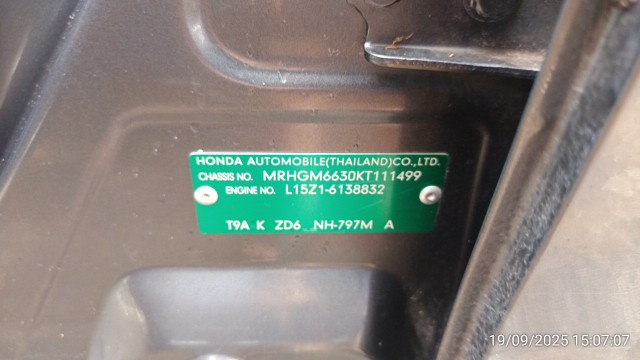 HONDA AUTOMOBILE(THAILAND)CO.,LTD.
CHASSIS NO. MRHGM6630KT111499
ENGINE NO. L15Z1-6138832
T9A K ZD6 NH-797M A
19/09/2025 15:07:07